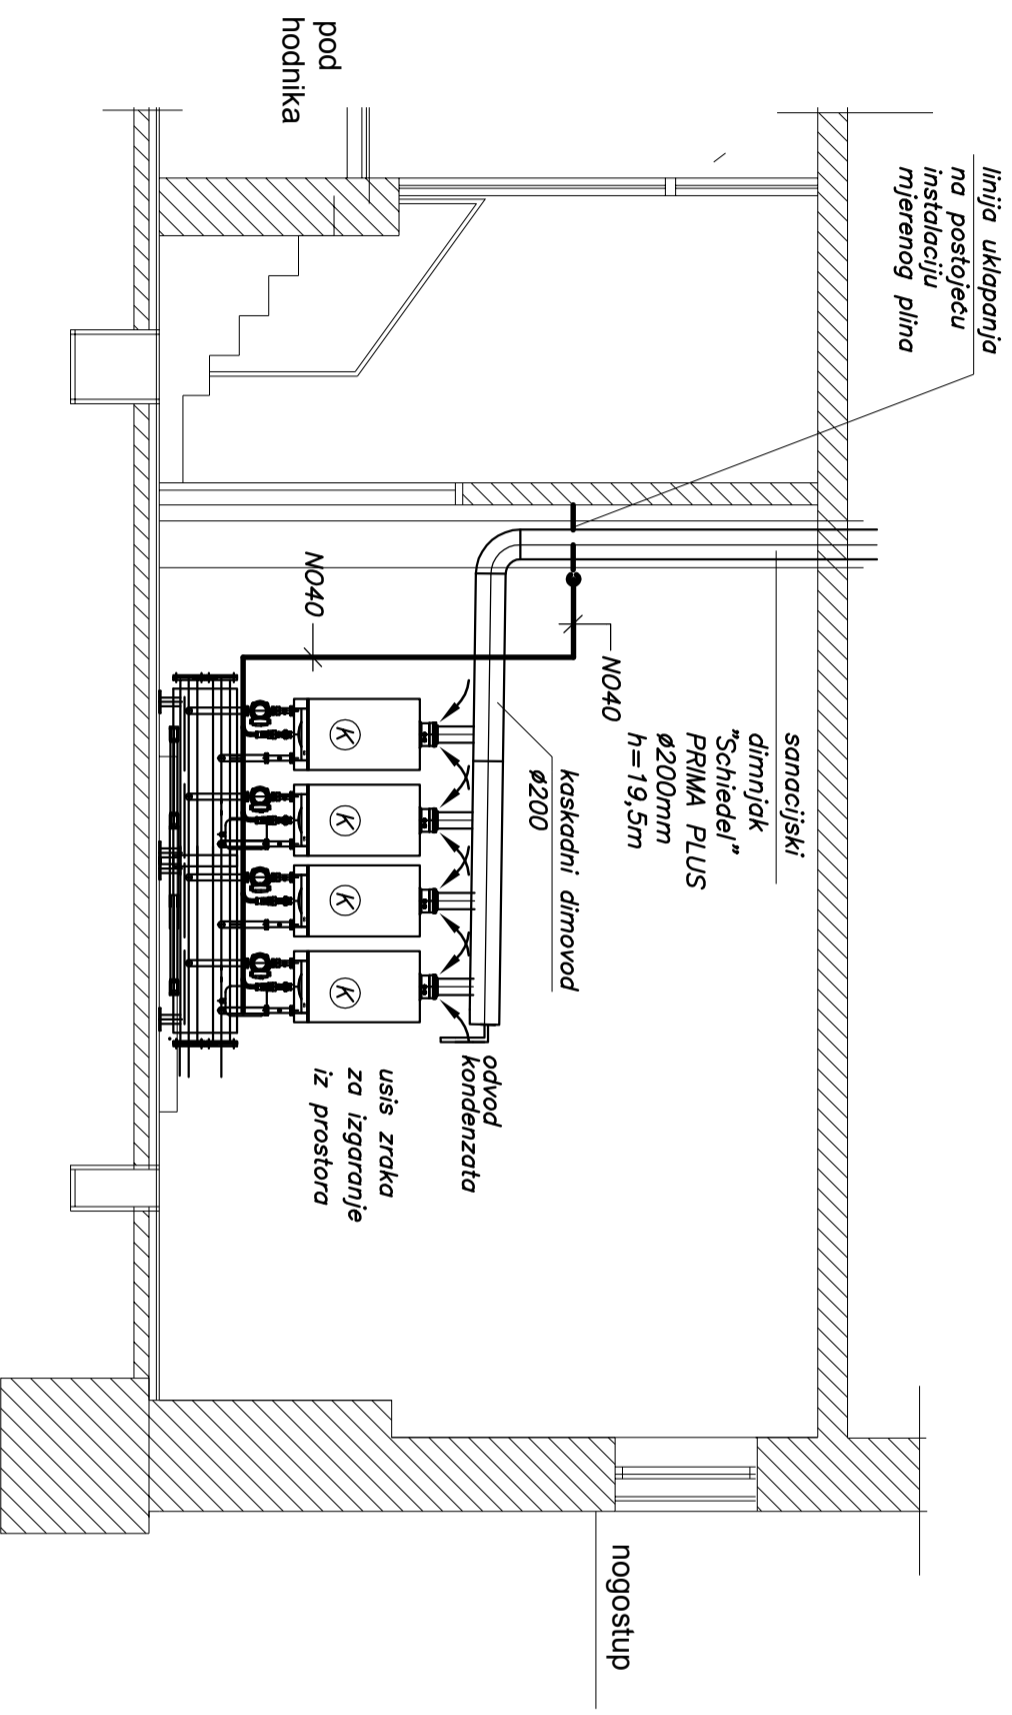 linija uklapanja
na postojeću
instalaciju
mjerenog plina
pod
hodnika
sanacijski
dimnjak
"Schiedel"
PRIMA PLUS
ø200mm
h=19,5m
NO40
NO40
kaskadni dimovod
ø200
K
K
K
K
odvod
kondenzata
usis zraka
za izgaranje
iz prostora
nogostup